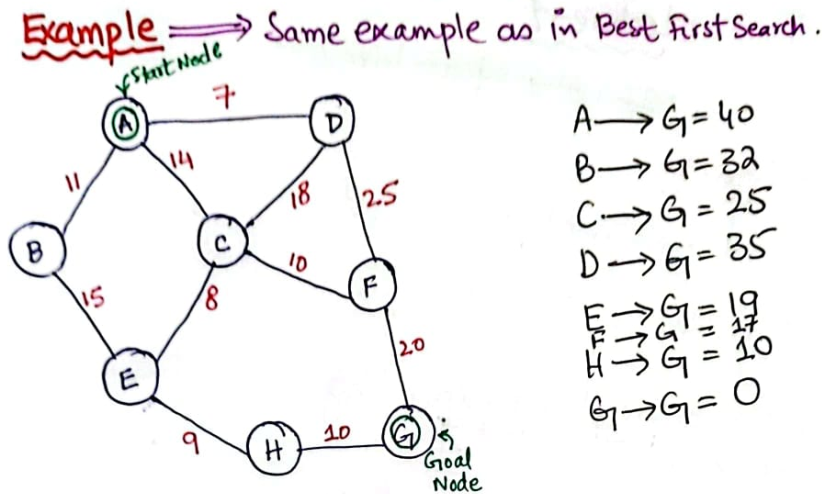 Example ⟹ Same example as in Best First Search.
Start Node
A
7
D
11
14
18
25
B
C
10
F
15
8
20
E
9
H
10
G
Goal
Node
A → G = 40
B → G = 32
C → G = 25
D → G = 35
E → G = 19
F → G = 17
H → G = 10
G → G = 0